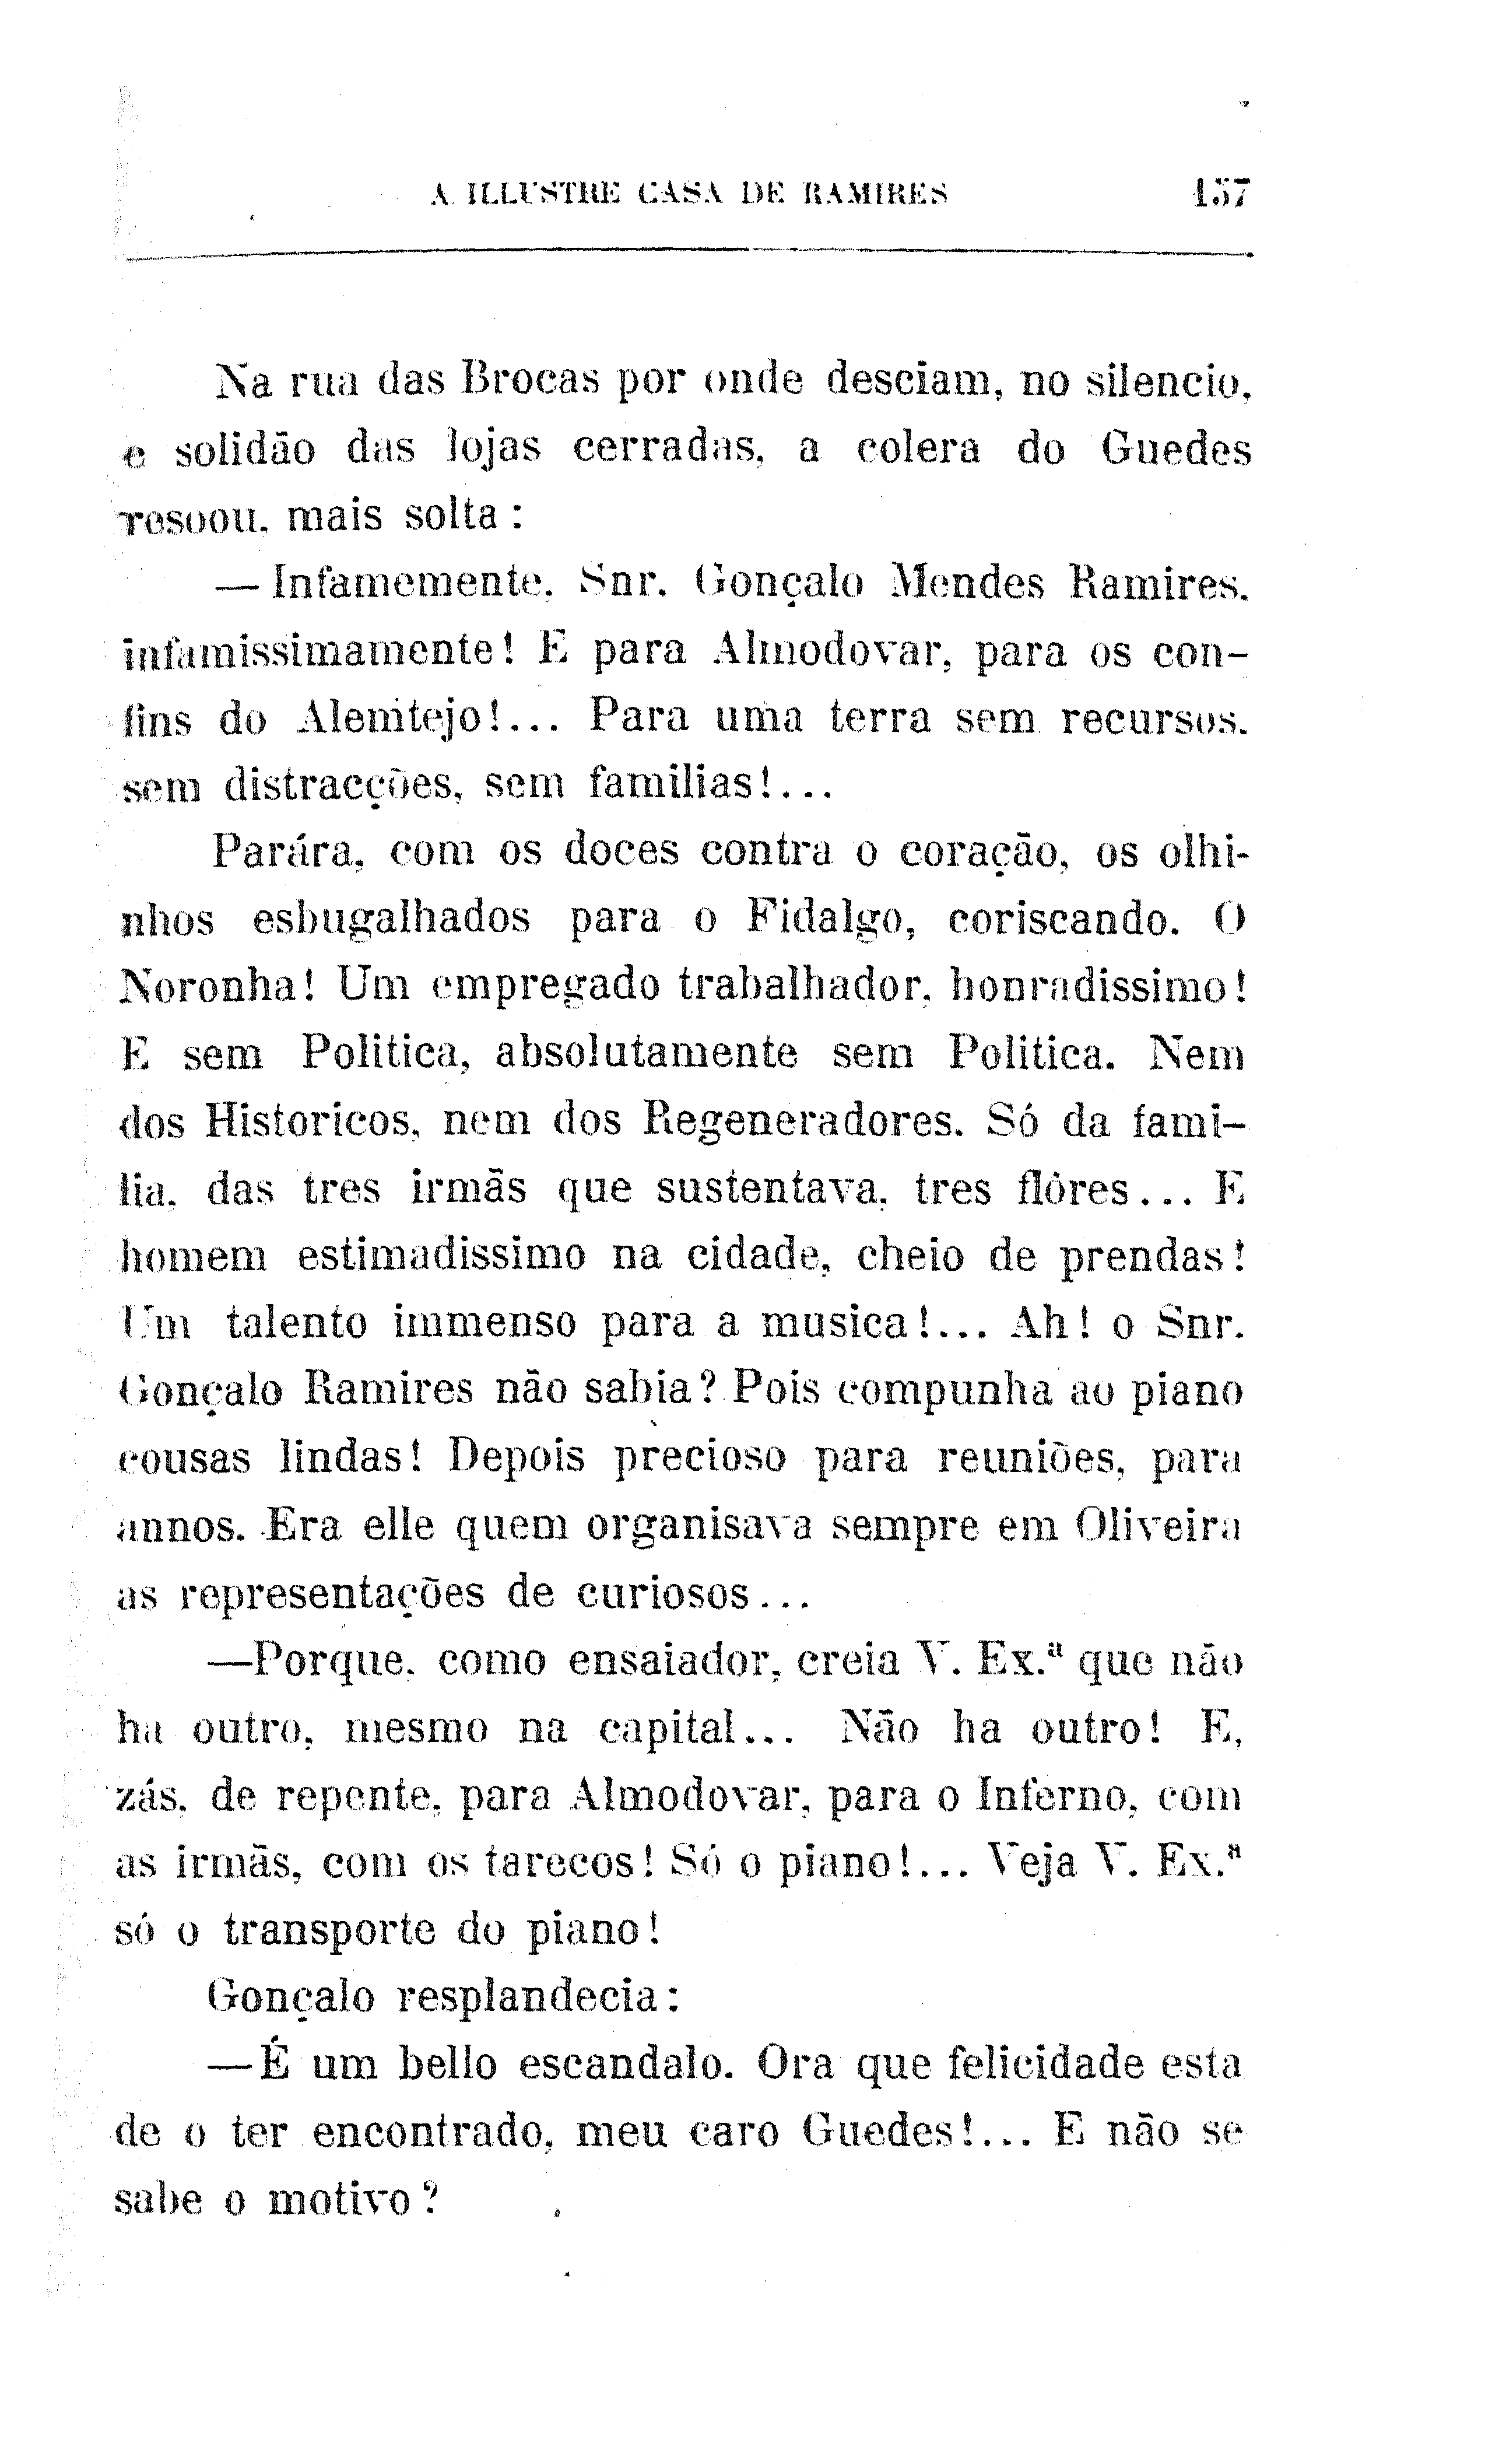 A ILLUSTRE CASA DE RAMIRES 157
Na rua das Brocas por onde desciam, no silencio,
e solidão das lojas cerradas, a colera do Guedes
resoou, mais solta :
— Infamemente, Snr. Gonçalo Mendes Ramires,
infamissimamente! E para Almodovar, para os con-
fins do Alemtejo!... Para uma terra sem recursos,
sem distracções, sem familias!...
Parára, com os doces contra o coração, os olhi-
nhos esbugalhados para o Fidalgo, coriscando. O
Noronha! Um empregado trabalhador, honradissimo!
E sem Politica, absolutamente sem Politica. Nem
dos Historicos, nem dos Regeneradores. Só da fami-
lia, das tres irmãs que sustentava, tres flôres... E
homem estimadissimo na cidade, cheio de prendas!
Um talento immenso para a musica!... Ah! o Snr.
Gonçalo Ramires não sabia? Pois compunha ao piano
cousas lindas! Depois precioso para reuniões, para
annos. Era elle quem organisava sempre em Oliveira
as representações de curiosos...
—Porque, como ensaiador, creia V. Ex.ª que não
ha outro, mesmo na capital... Não ha outro! E,
zás, de repente, para Almodovar, para o Inferno, com
as irmãs, com os tarecos! Só o piano!... Veja V. Ex.ª
só o transporte do piano!
Gonçalo resplandecia:
—É um bello escandalo. Ora que felicidade esta
de o ter encontrado, meu caro Guedes!... E não se
sabe o motivo?